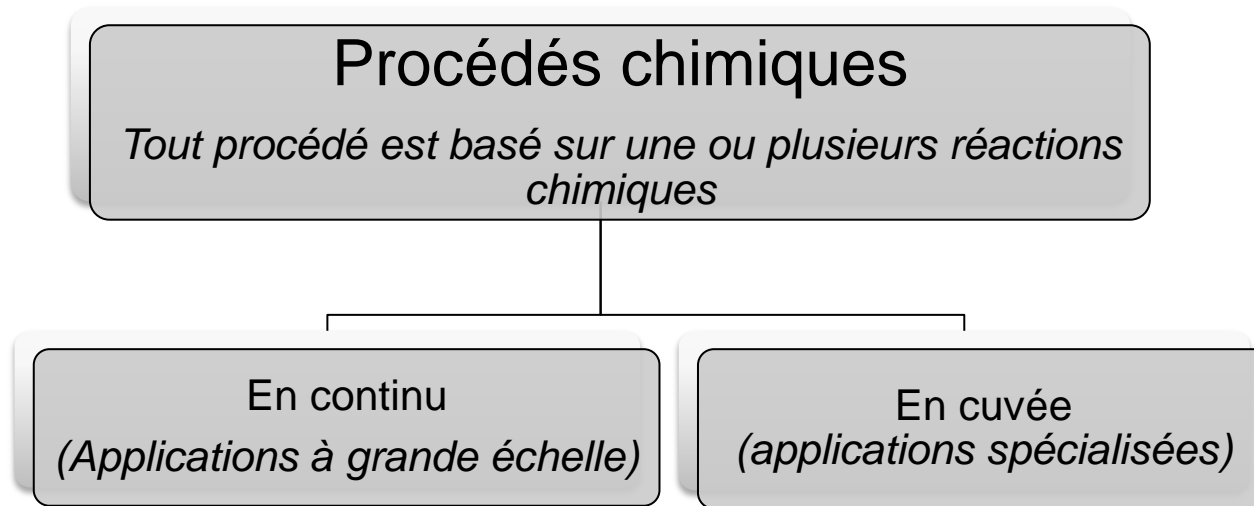 Procédés chimiques
Tout procédé est basé sur une ou plusieurs réactions
chimiques
En continu
(Applications à grande échelle)
En cuvée
(applications spécialisées)